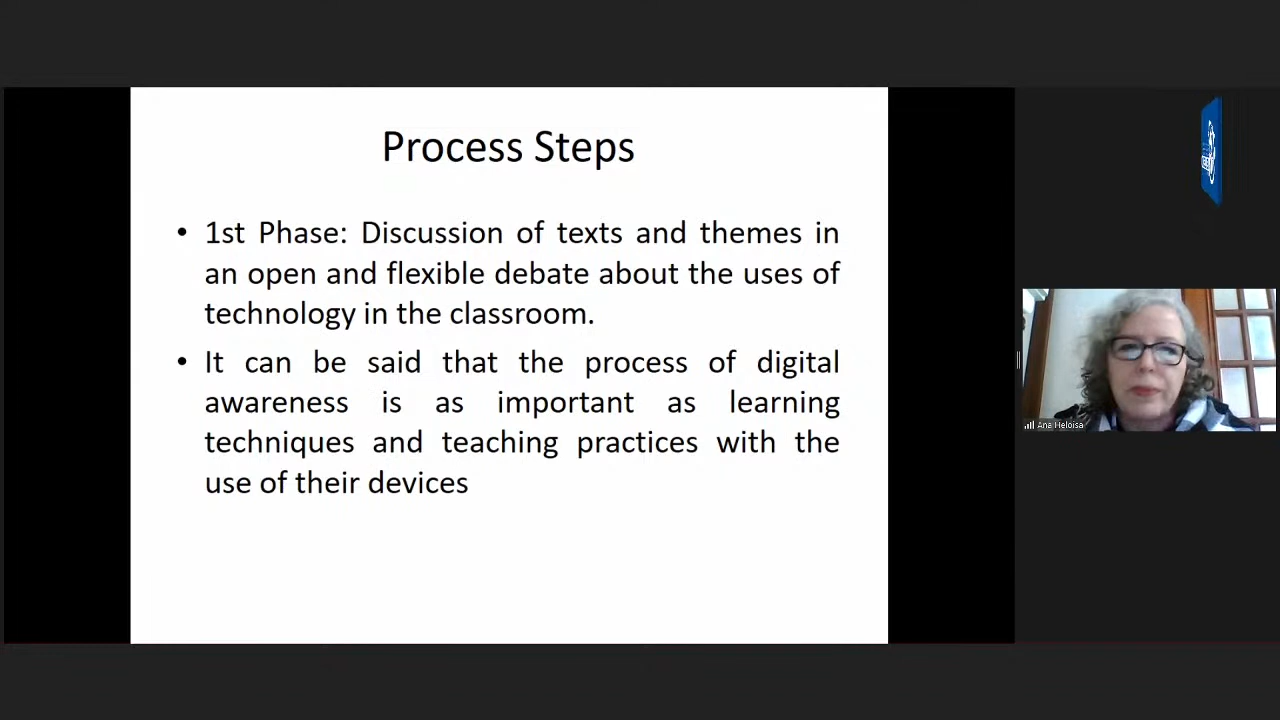 Process Steps
• 1st Phase: Discussion of texts and themes in
an open and flexible debate about the uses of
technology in the classroom.
• It can be said that the process of digital
awareness is as important as learning
techniques and teaching practices with the
use of their devices
Ana Heloisa